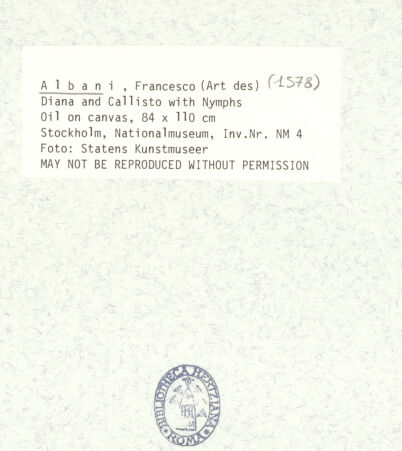 Albani, Francesco (Art des) (1578)
Diana and Callisto with Nymphs
Oil on canvas, 84 x 110 cm
Stockholm, Nationalmuseum, Inv.Nr. NM 4
Foto: Statens Kunstmuseer
MAY NOT BE REPRODUCED WITHOUT PERMISSION
BIBLIOTHECA HERTZIANA
· ROMA ·